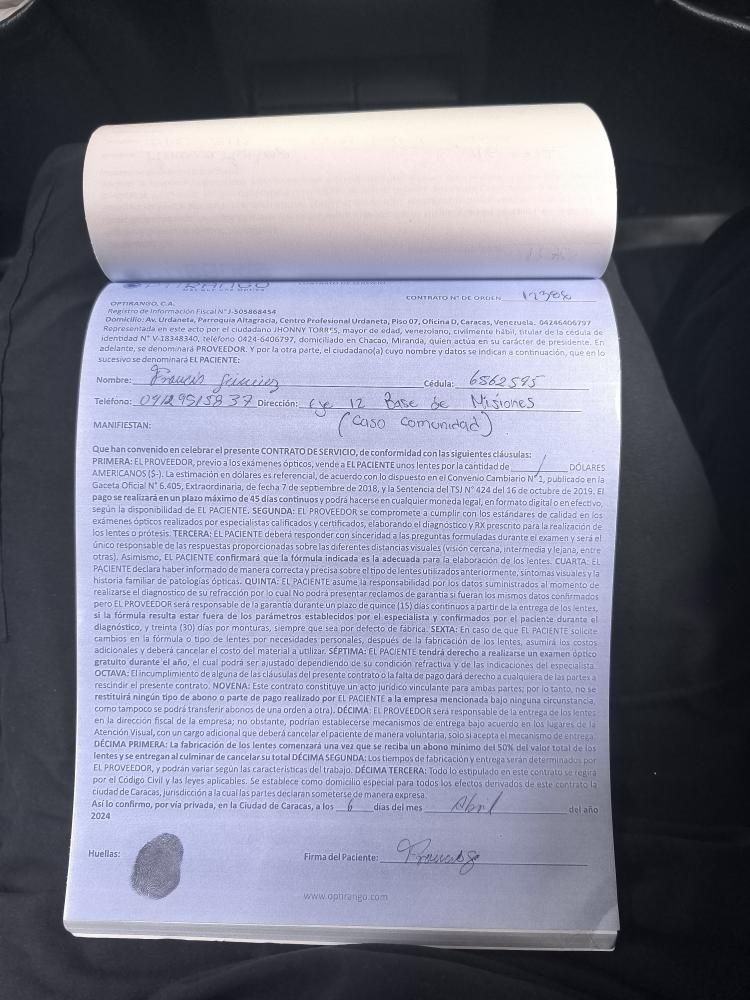 OPTIRANGO
CONTRATO DE SERVICIO
CONTRATO N° DE ORDEN 12388
OPTIRANGO, C.A.
Registro de Información Fiscal N° J-505868454
Domicilio: Av. Urdaneta, Parroquia Altagracia, Centro Profesional Urdaneta, Piso 07, Oficina D, Caracas, Venezuela. 04246406797
Representada en este acto por el ciudadano JHONNY TORRES, mayor de edad, venezolano, civilmente hábil, titular de la cédula de
identidad N° V-18348340, teléfono 0424-6406797, domiciliado en Chacao, Miranda, quien actúa en su carácter de presidente. En
adelante, se denominará PROVEEDOR. Y por la otra parte, el ciudadano(a) cuyo nombre y datos se indican a continuación, que en lo
sucesivo se denominará EL PACIENTE:
Nombre: Francis Cédula: 6562595
Teléfono: 04129515837 Dirección: eje 12 Base de Misiones
MANIFIESTAN: (Caso comunidad)
Que han convenido en celebrar el presente CONTRATO DE SERVICIO, de conformidad con las siguientes cláusulas:
PRIMERA: EL PROVEEDOR, previo a los exámenes ópticos, vende a EL PACIENTE unos lentes por la cantidad de / DÓLARES
AMERICANOS ($-). La estimación en dólares es referencial, de acuerdo con lo dispuesto en el Convenio Cambiario N° 1, publicado en la
Gaceta Oficial N° 6.405, Extraordinaria, de fecha 7 de septiembre de 2018, y la Sentencia del TSJ N° 424 del 16 de octubre de 2019. El
pago se realizará en un plazo máximo de 45 días continuos y podrá hacerse en cualquier moneda legal, en formato digital o en efectivo,
según la disponibilidad de EL PACIENTE. SEGUNDA: EL PROVEEDOR se compromete a cumplir con los estándares de calidad en los
exámenes ópticos realizados por especialistas calificados y certificados, elaborando el diagnóstico y RX prescrito para la realización de
los lentes o prótesis. TERCERA: EL PACIENTE deberá responder con sinceridad a las preguntas formuladas durante el examen y será el
único responsable de las respuestas proporcionadas sobre las diferentes distancias visuales (visión cercana, intermedia y lejana, entre
otras). Asimismo, EL PACIENTE confirmará que la fórmula indicada es la adecuada para la elaboración de los lentes. CUARTA: EL
PACIENTE declara haber informado de manera correcta y precisa sobre el tipo de lentes utilizados anteriormente, síntomas visuales y la
historia familiar de patologías ópticas. QUINTA: EL PACIENTE asume la responsabilidad por los datos suministrados al momento de
realizarse el diagnostico de su refracción por lo cual No podrá presentar reclamos de garantía si fueran los mismos datos confirmados
pero EL PROVEEDOR será responsable de la garantía durante un plazo de quince (15) días continuos a partir de la entrega de los lentes,
si la fórmula resulta estar fuera de los parámetros establecidos por el especialista y confirmados por el paciente durante el
diagnóstico, y treinta (30) días por monturas, siempre que sea por defecto de fábrica. SEXTA: En caso de que EL PACIENTE solicite
cambios en la fórmula o tipo de lentes por necesidades personales, después de la fabricación de los lentes, asumirá los costos
adicionales y deberá cancelar el costo del material a utilizar. SÉPTIMA: EL PACIENTE tendrá derecho a realizarse un examen óptico
gratuito durante el año, el cual podrá ser ajustado dependiendo de su condición refractiva y de las indicaciones del especialista.
OCTAVA: El incumplimiento de alguna de las cláusulas del presente contrato o la falta de pago dará derecho a cualquiera de las partes a
rescindir el presente contrato. NOVENA: Este contrato constituye un acto jurídico vinculante para ambas partes; por lo tanto, no se
restituirá ningún tipo de abono o parte de pago realizado por EL PACIENTE a la empresa mencionada bajo ninguna circunstancia,
como tampoco se podrá transferir abonos de una orden a otra). DÉCIMA: EL PROVEEDOR será responsable de la entrega de los lentes
en la dirección fiscal de la empresa; no obstante, podrían establecerse mecanismos de entrega bajo acuerdo en los lugares de la
Atención Visual, con un cargo adicional que deberá cancelar el paciente de manera voluntaria, solo si acepta el mecanismo de entrega.
DÉCIMA PRIMERA: La fabricación de los lentes comenzará una vez que se reciba un abono mínimo del 50% del valor total de los
lentes y se entregan al culminar de cancelar su total DÉCIMA SEGUNDA: Los tiempos de fabricación y entrega serán determinados por
EL PROVEEDOR, y podrán variar según las características del trabajo. DÉCIMA TERCERA: Todo lo estipulado en este contrato se regirá
por el Código Civil y las leyes aplicables. Se establece como domicilio especial para todos los efectos derivados de este contrato la
ciudad de Caracas, jurisdicción a la cual las partes declaran someterse de manera expresa.
Así lo confirmo, por vía privada, en la Ciudad de Caracas, a los 6 días del mes Abril del año
2024
Huellas: Firma del Paciente:
www.optirango.com